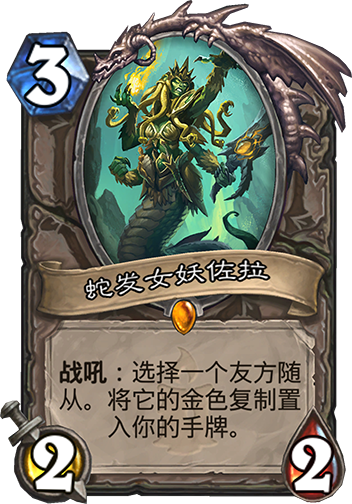 3
蛇发女妖佐拉
战吼：选择一个友方随
从。将它的金色复制置
入你的手牌。
2
2